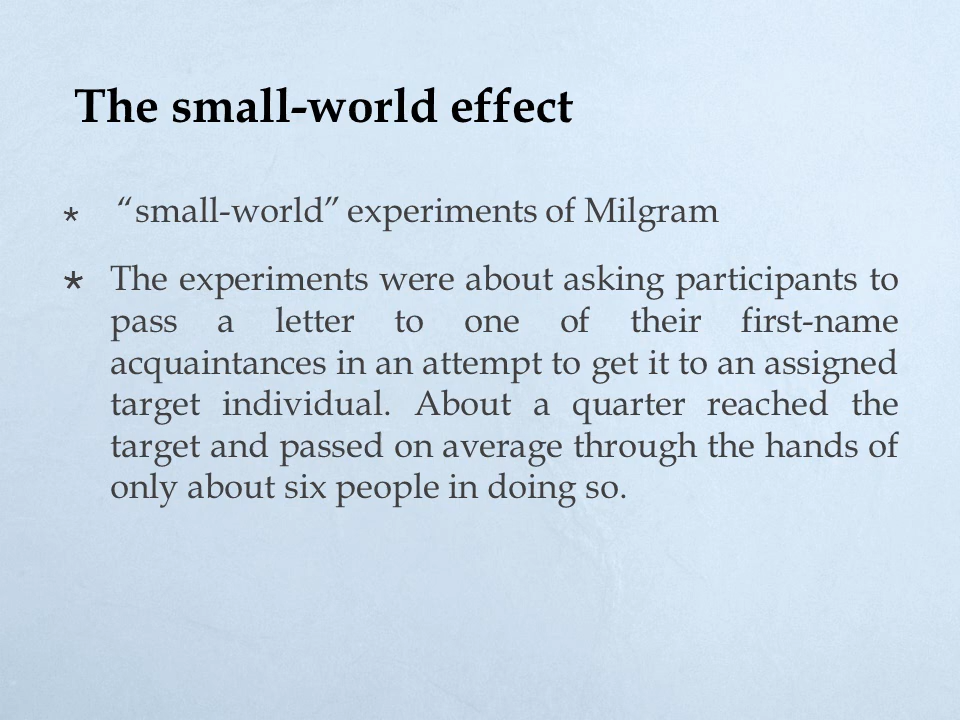 The small-world effect
* “small-world” experiments of Milgram
* The experiments were about asking participants to
pass a letter to one of their first-name
acquaintances in an attempt to get it to an assigned
target individual. About a quarter reached the
target and passed on average through the hands of
only about six people in doing so.